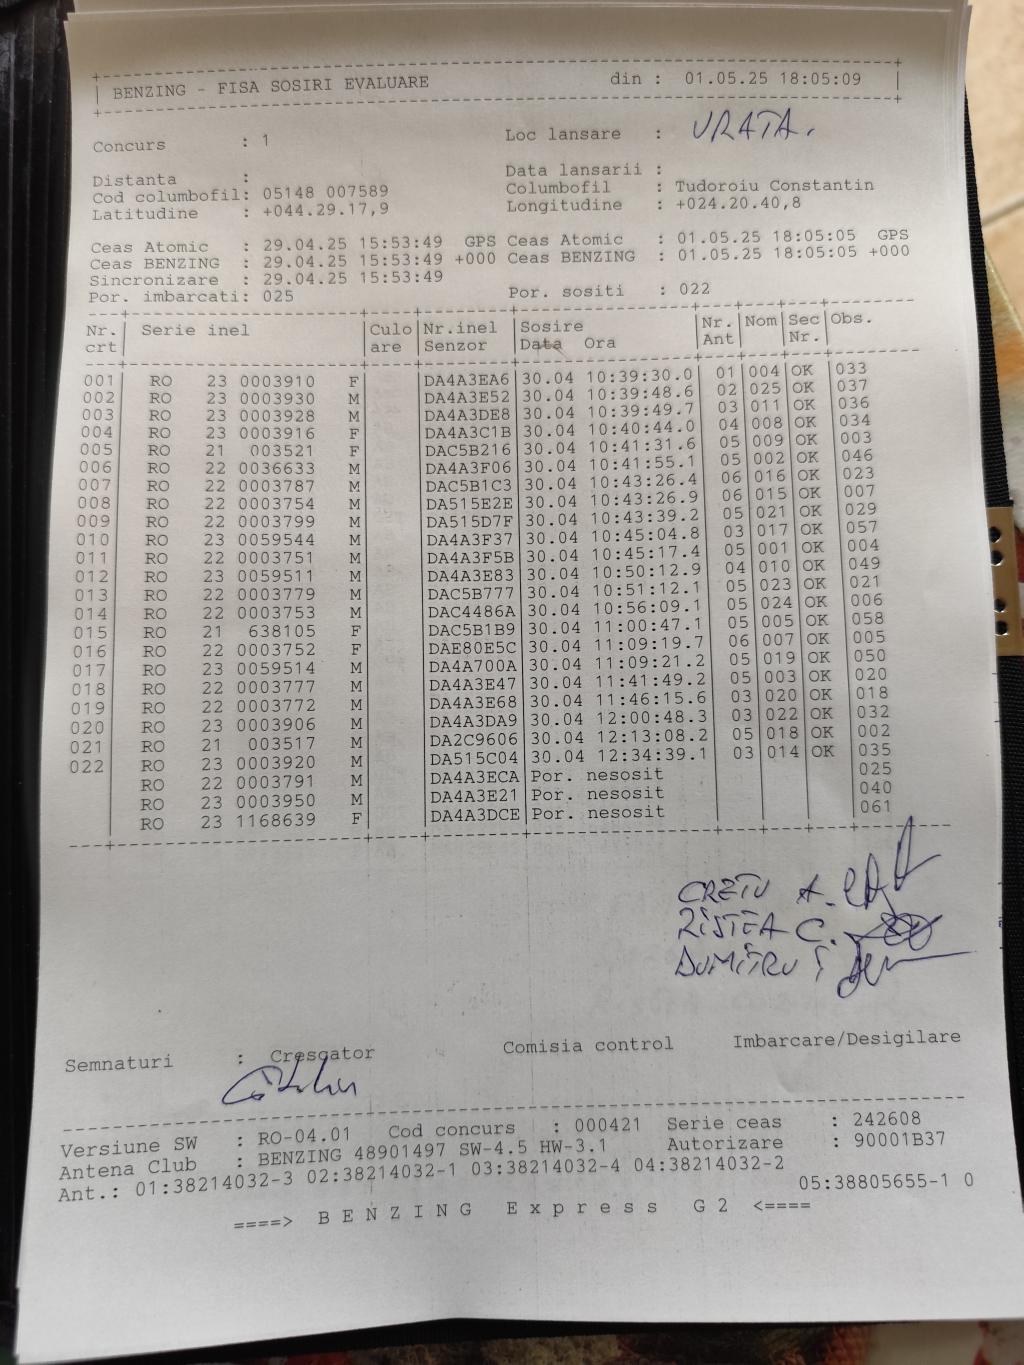 BENZING - FISA SOSIRI EVALUARE din : 01.05.25 18:05:09
Concurs : 1 Loc lansare : VRATA.
Distanta : Data lansarii :
Cod columbofil: 05148 007589 Columbofil : Tudoroiu Constantin
Latitudine : +044.29.17,9 Longitudine : +024.20.40,8
Ceas Atomic : 29.04.25 15:53:49 GPS Ceas Atomic : 01.05.25 18:05:05 GPS
Ceas BENZING : 29.04.25 15:53:49 +000 Ceas BENZING : 01.05.25 18:05:05 +000
Sincronizare : 29.04.25 15:53:49
Por. imbarcati: 025 Por. sositi : 022
Nr. Serie inel Culo Nr.inel Sosire Nr. Nom Sec Obs.
crt are Senzor Data Ora Ant Nr.
001 RO 23 0003910 F DA4A3EA6 30.04 10:39:30.0 01 004 OK 033
002 RO 23 0003930 M DA4A3E52 30.04 10:39:48.6 02 025 OK 037
003 RO 23 0003928 M DA4A3DE8 30.04 10:39:49.7 03 011 OK 036
004 RO 23 0003916 F DA4A3C1B 30.04 10:40:44.0 04 008 OK 034
005 RO 21 003521 F DAC5B216 30.04 10:41:31.6 05 009 OK 003
006 RO 22 0036633 M DA4A3F06 30.04 10:41:55.1 05 002 OK 046
007 RO 22 0003787 M DAC5B1C3 30.04 10:43:26.4 06 016 OK 023
008 RO 22 0003754 M DA515E2E 30.04 10:43:26.9 06 015 OK 007
009 RO 22 0003799 M DA515D7F 30.04 10:43:39.2 05 021 OK 029
010 RO 23 0059544 M DA4A3F37 30.04 10:45:04.8 03 017 OK 057
011 RO 22 0003751 M DA4A3F5B 30.04 10:45:17.4 05 001 OK 004
012 RO 23 0059511 M DA4A3E83 30.04 10:50:12.9 04 010 OK 049
013 RO 22 0003779 M DAC5B777 30.04 10:51:12.1 05 023 OK 021
014 RO 22 0003753 M DAC4486A 30.04 10:56:09.1 05 024 OK 006
015 RO 21 638105 F DAC5B1B9 30.04 11:00:47.1 05 005 OK 058
016 RO 22 0003752 F DAE80E5C 30.04 11:09:19.7 06 007 OK 005
017 RO 23 0059514 M DA4A700A 30.04 11:09:21.2 05 019 OK 050
018 RO 22 0003777 M DA4A3E47 30.04 11:41:49.2 05 003 OK 020
019 RO 22 0003772 M DA4A3E68 30.04 11:46:15.6 03 020 OK 018
020 RO 23 0003906 M DA4A3DA9 30.04 12:00:48.3 03 022 OK 032
021 RO 21 003517 M DA2C9606 30.04 12:13:08.2 05 018 OK 002
022 RO 23 0003920 M DA515C04 30.04 12:34:39.1 03 014 OK 035
RO 22 0003791 M DA4A3ECA Por. nesosit 025
RO 23 0003950 M DA4A3E21 Por. nesosit 040
RO 23 1168639 F DA4A3DCE Por. nesosit 061
CRETU A.
RISTEA C.
DUMITRU I
Semnaturi : Crescator Comisia control Imbarcare/Desigilare
Versiune SW : RO-04.01 Cod concurs : 000421 Serie ceas : 242608
Antena Club : BENZING 48901497 SW-4.5 HW-3.1 Autorizare : 90001B37
Ant.: 01:38214032-3 02:38214032-1 03:38214032-4 04:38214032-2
05:38805655-1 0
====> BENZING Express G2 <====